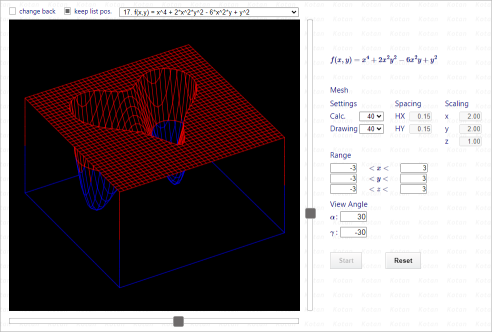 change back keep list pos. 17. f(x,y) = x^4 + 2*x^2*y^2 - 6*x^2*y + y^2
f(x, y) = x⁴ + 2x²y² − 6x²y + y²
Mesh
Settings Spacing Scaling
Calc. 40 HX 0.15 x 2.00
Drawing 40 HY 0.15 y 2.00
z 1.00
Range
-3 < x < 3
-3 < y < 3
-3 < z < 3
View Angle
α: 30
γ: -30
Start Reset